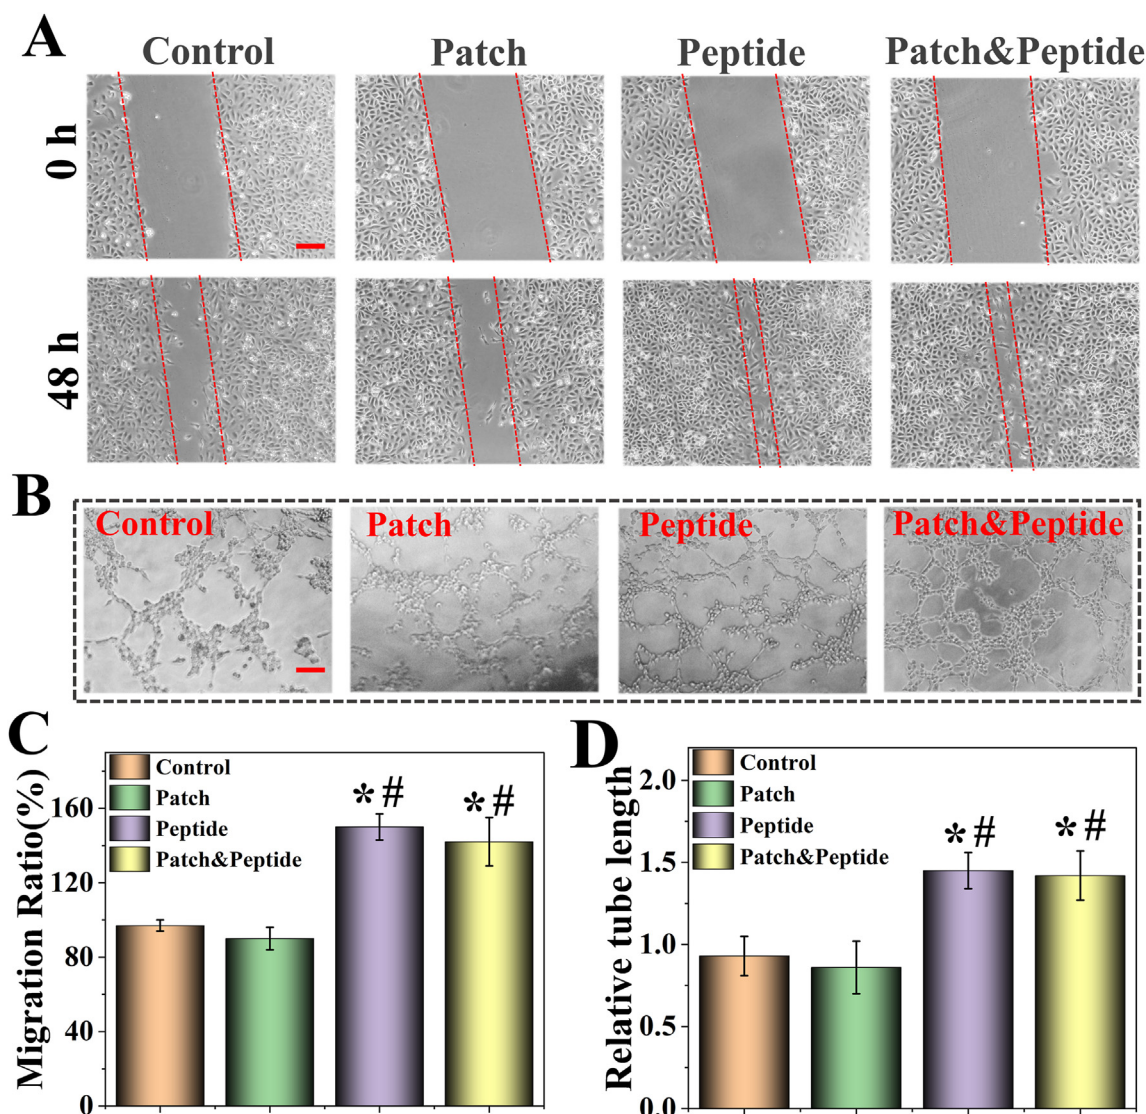 A
Control
Patch
Peptide
Patch&Peptide
0 h
48 h
B
Control
Patch
Peptide
Patch&Peptide
C
Migration Ratio(%)
160
120
80
40
0
Control
Patch
Peptide
Patch&Peptide
*#
*#
D
Relative tube length
2.0
1.5
1.0
0.5
0.0
Control
Patch
Peptide
Patch&Peptide
*#
*#